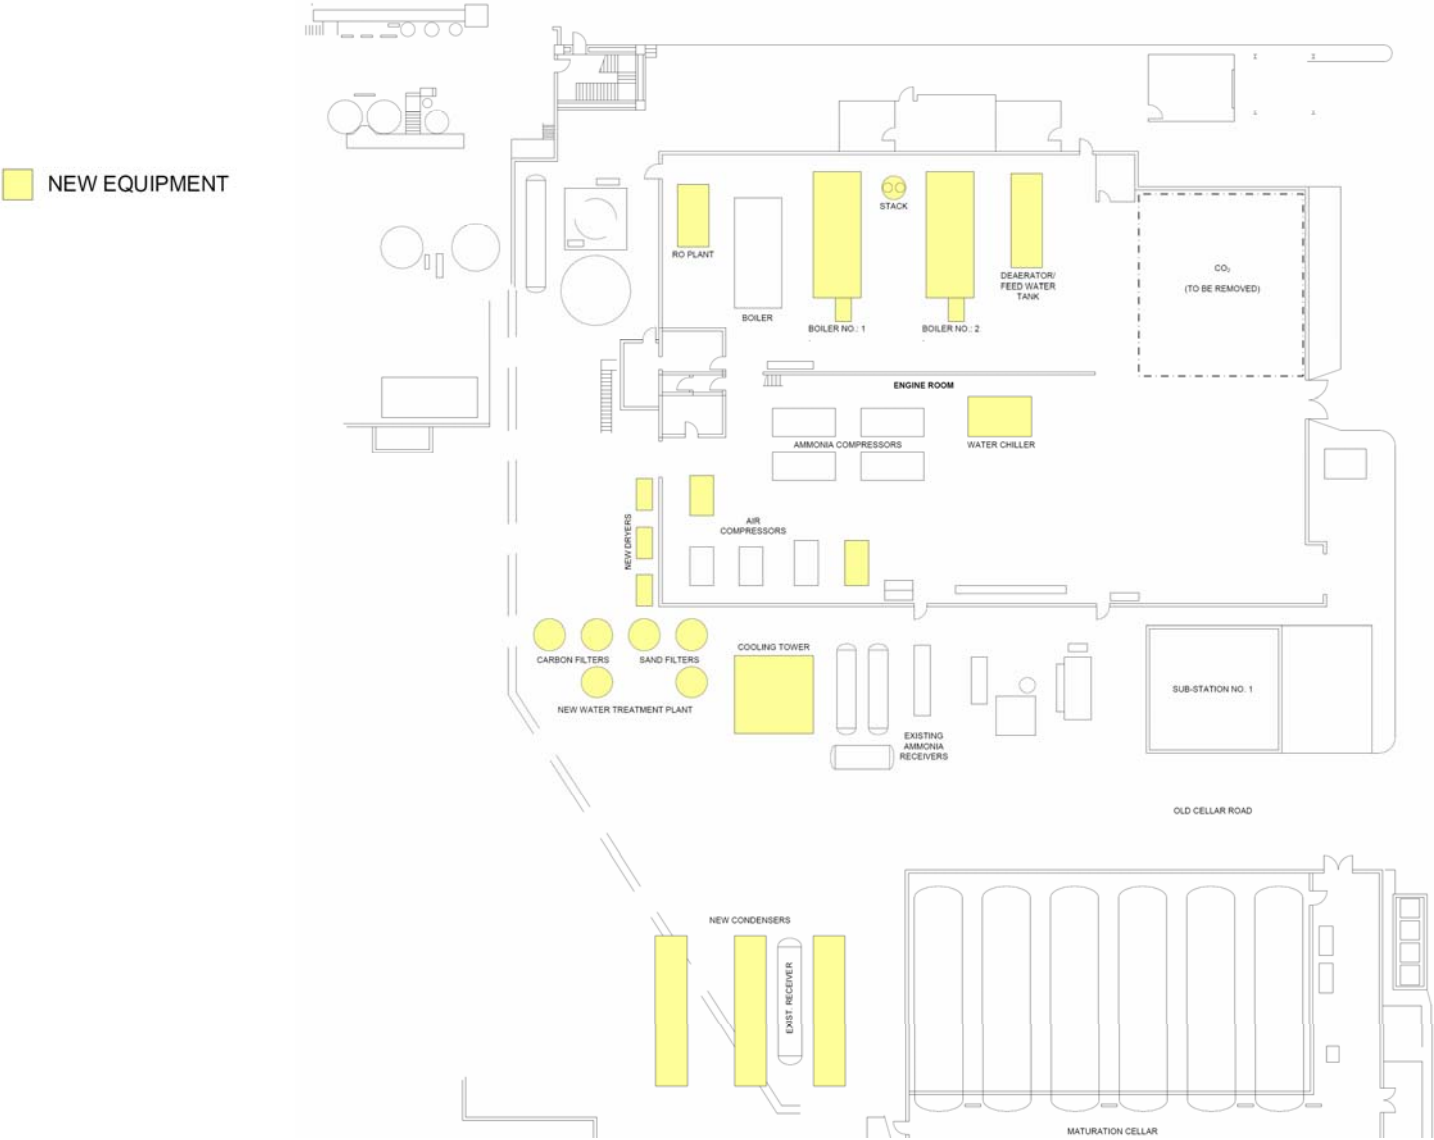 NEW EQUIPMENT
STACK
RO PLANT
CO₂
DEAERATOR/
FEED WATER
TANK
(TO BE REMOVED)
BOILER
BOILER NO.: 1
BOILER NO.: 2
ENGINE ROOM
AMMONIA COMPRESSORS
WATER CHILLER
AIR
COMPRESSORS
NEW DRYERS
CARBON FILTERS
SAND FILTERS
COOLING TOWER
SUB-STATION NO. 1
NEW WATER TREATMENT PLANT
EXISTING
AMMONIA
RECEIVERS
OLD CELLAR ROAD
NEW CONDENSERS
EXIST. RECEIVER
MATURATION CELLAR